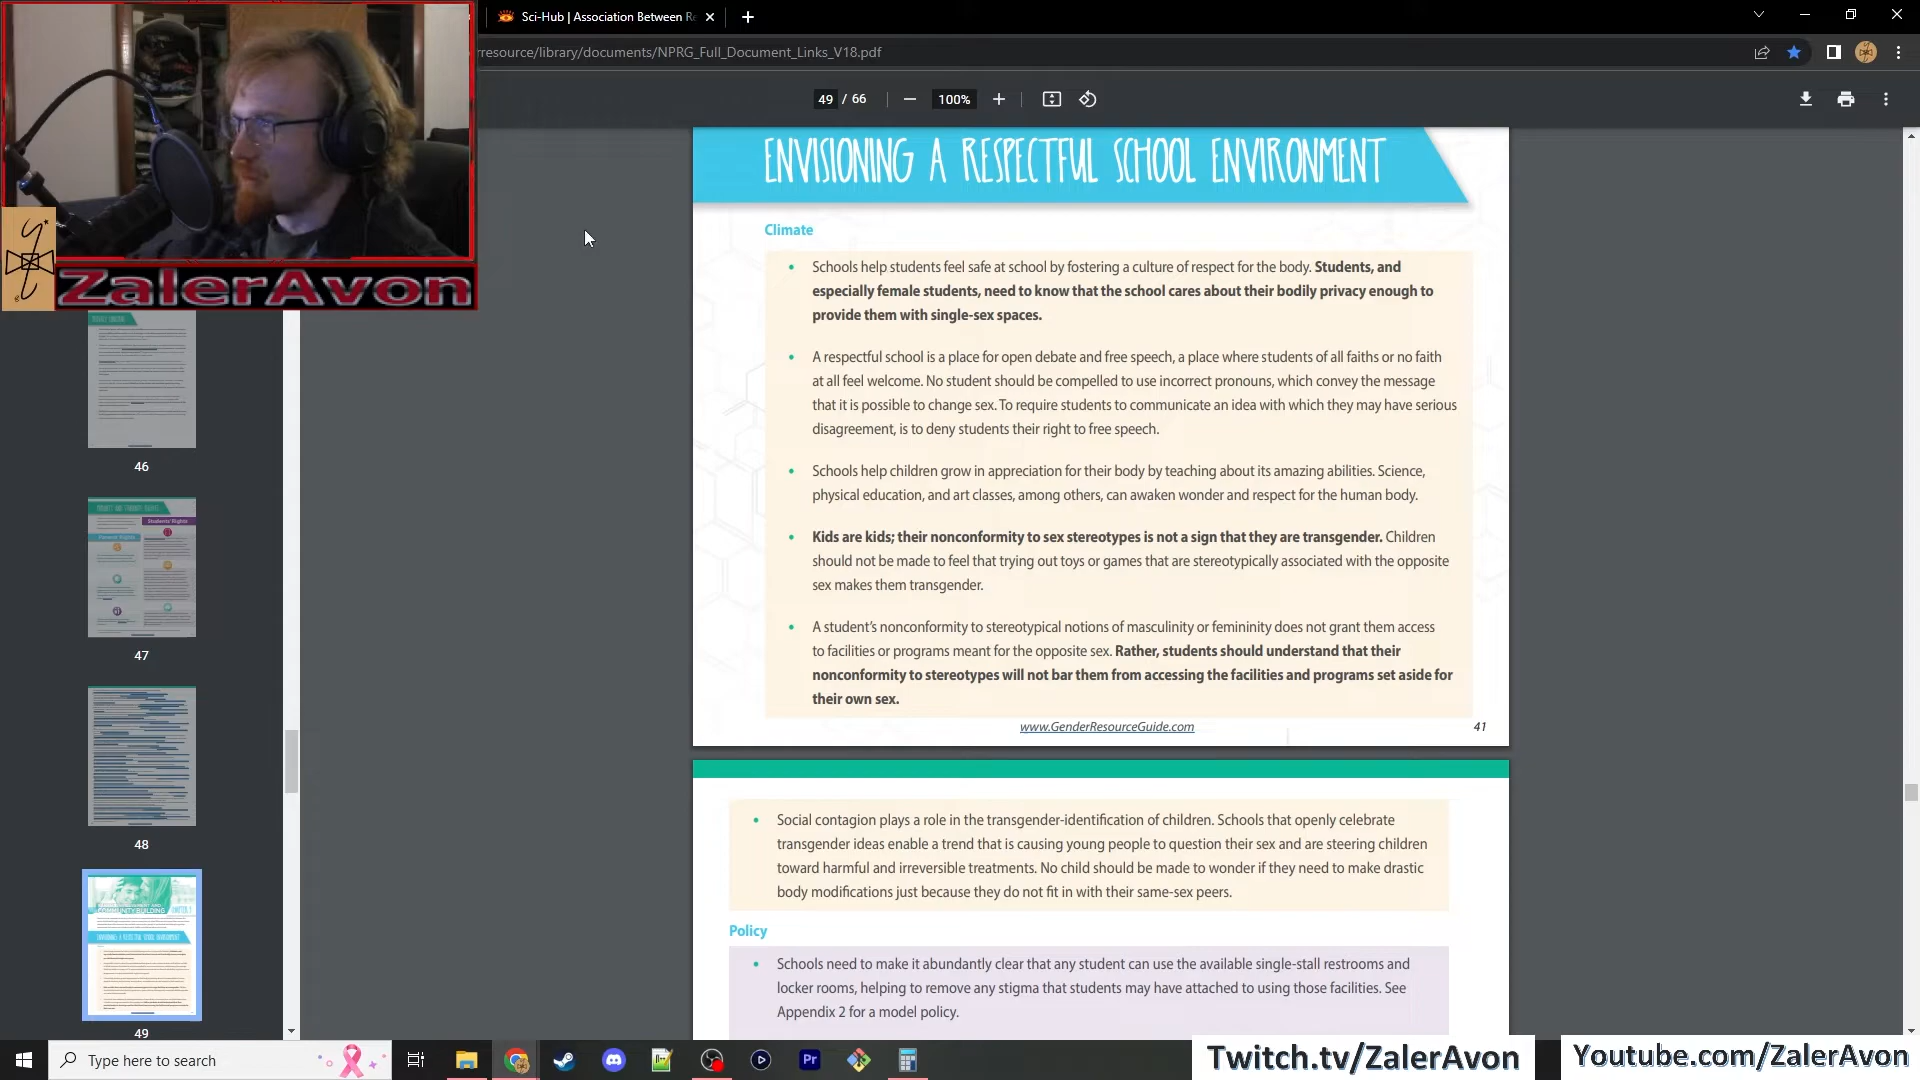 Sci-Hub | Association Between Re
rresource/library/documents/NPRG_Full_Document_Links_V18.pdf
49 / 66
100%
ENVISIONING A RESPECTFUL SCHOOL ENVIRONMENT
Climate
• Schools help students feel safe at school by fostering a culture of respect for the body. Students, and
especially female students, need to know that the school cares about their bodily privacy enough to
provide them with single-sex spaces.
• A respectful school is a place for open debate and free speech, a place where students of all faiths or no faith
at all feel welcome. No student should be compelled to use incorrect pronouns, which convey the message
that it is possible to change sex. To require students to communicate an idea with which they may have serious
disagreement, is to deny students their right to free speech.
• Schools help children grow in appreciation for their body by teaching about its amazing abilities. Science,
physical education, and art classes, among others, can awaken wonder and respect for the human body.
• Kids are kids; their nonconformity to sex stereotypes is not a sign that they are transgender. Children
should not be made to feel that trying out toys or games that are stereotypically associated with the opposite
sex makes them transgender.
• A student's nonconformity to stereotypical notions of masculinity or femininity does not grant them access
to facilities or programs meant for the opposite sex. Rather, students should understand that their
nonconformity to stereotypes will not bar them from accessing the facilities and programs set aside for
their own sex.
www.GenderResourceGuide.com
41
• Social contagion plays a role in the transgender-identification of children. Schools that openly celebrate
transgender ideas enable a trend that is causing young people to question their sex and are steering children
toward harmful and irreversible treatments. No child should be made to wonder if they need to make drastic
body modifications just because they do not fit in with their same-sex peers.
Policy
• Schools need to make it abundantly clear that any student can use the available single-stall restrooms and
locker rooms, helping to remove any stigma that students may have attached to using those facilities. See
Appendix 2 for a model policy.
ZalerAvon
46
Students' Rights
47
48
49
Type here to search
Pr
Twitch.tv/ZalerAvon
Youtube.com/ZalerAvon